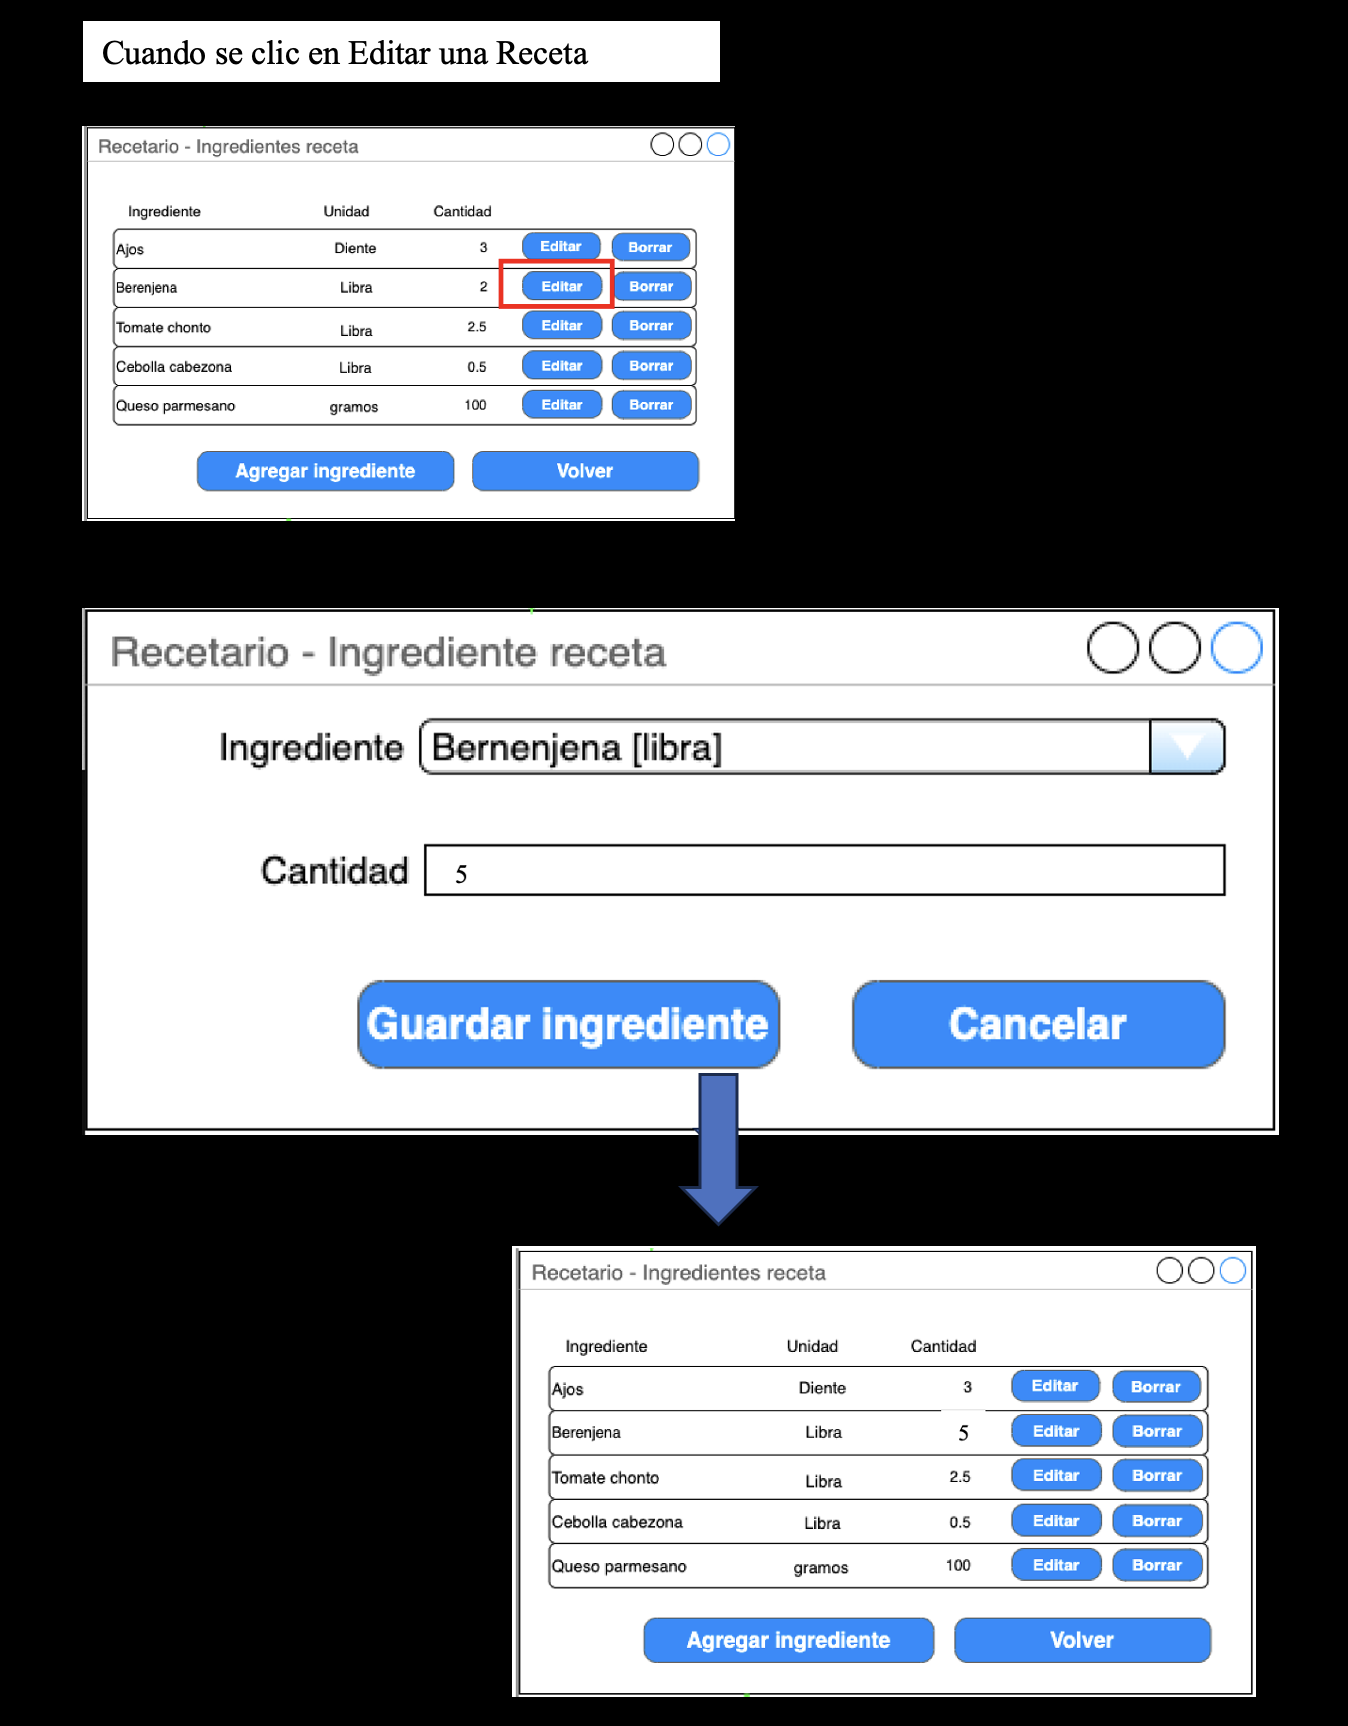 Cuando se clic en Editar una Receta
Recetario - Ingredientes receta
Ingrediente Unidad Cantidad
Ajos Diente 3 Editar Borrar
Berenjena Libra 2 Editar Borrar
Tomate chonto Libra 2.5 Editar Borrar
Cebolla cabezona Libra 0.5 Editar Borrar
Queso parmesano gramos 100 Editar Borrar
Agregar ingrediente Volver
Recetario - Ingrediente receta
Ingrediente Bernenjena [libra]
Cantidad 5
Guardar ingrediente Cancelar
Recetario - Ingredientes receta
Ingrediente Unidad Cantidad
Ajos Diente 3 Editar Borrar
Berenjena Libra 5 Editar Borrar
Tomate chonto Libra 2.5 Editar Borrar
Cebolla cabezona Libra 0.5 Editar Borrar
Queso parmesano gramos 100 Editar Borrar
Agregar ingrediente Volver